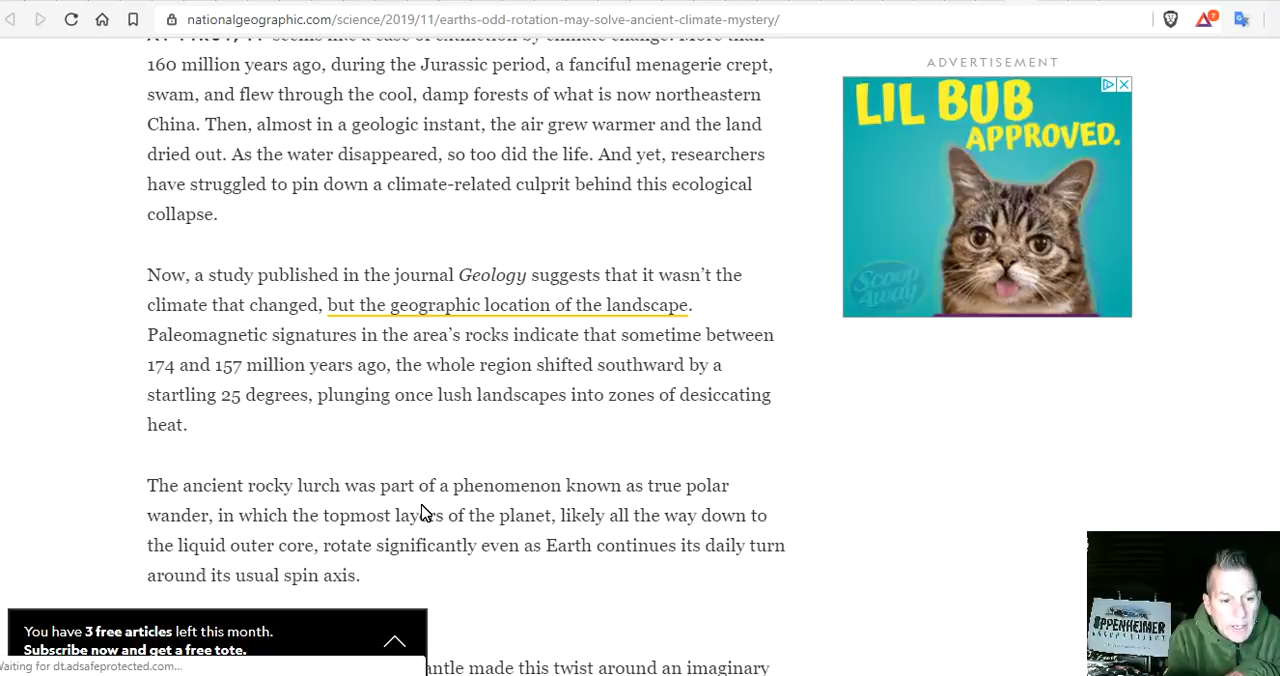 nationalgeographic.com/science/2019/11/earths-odd-rotation-may-solve-ancient-climate-mystery/
seems like a case of extinction by climate change. More than
160 million years ago, during the Jurassic period, a fanciful menagerie crept,
swam, and flew through the cool, damp forests of what is now northeastern
China. Then, almost in a geologic instant, the air grew warmer and the land
dried out. As the water disappeared, so too did the life. And yet, researchers
have struggled to pin down a climate-related culprit behind this ecological
collapse.
Now, a study published in the journal Geology suggests that it wasn't the
climate that changed, but the geographic location of the landscape.
Paleomagnetic signatures in the area's rocks indicate that sometime between
174 and 157 million years ago, the whole region shifted southward by a
startling 25 degrees, plunging once lush landscapes into zones of desiccating
heat.
The ancient rocky lurch was part of a phenomenon known as true polar
wander, in which the topmost layers of the planet, likely all the way down to
the liquid outer core, rotate significantly even as Earth continues its daily turn
around its usual spin axis.
antle made this twist around an imaginary
ADVERTISEMENT
LIL BUB
APPROVED.
Scoop
Away
You have 3 free articles left this month.
Subscribe now and get a free tote.
Waiting for dt.adsafeprotected.com...
OPPENHEIMER